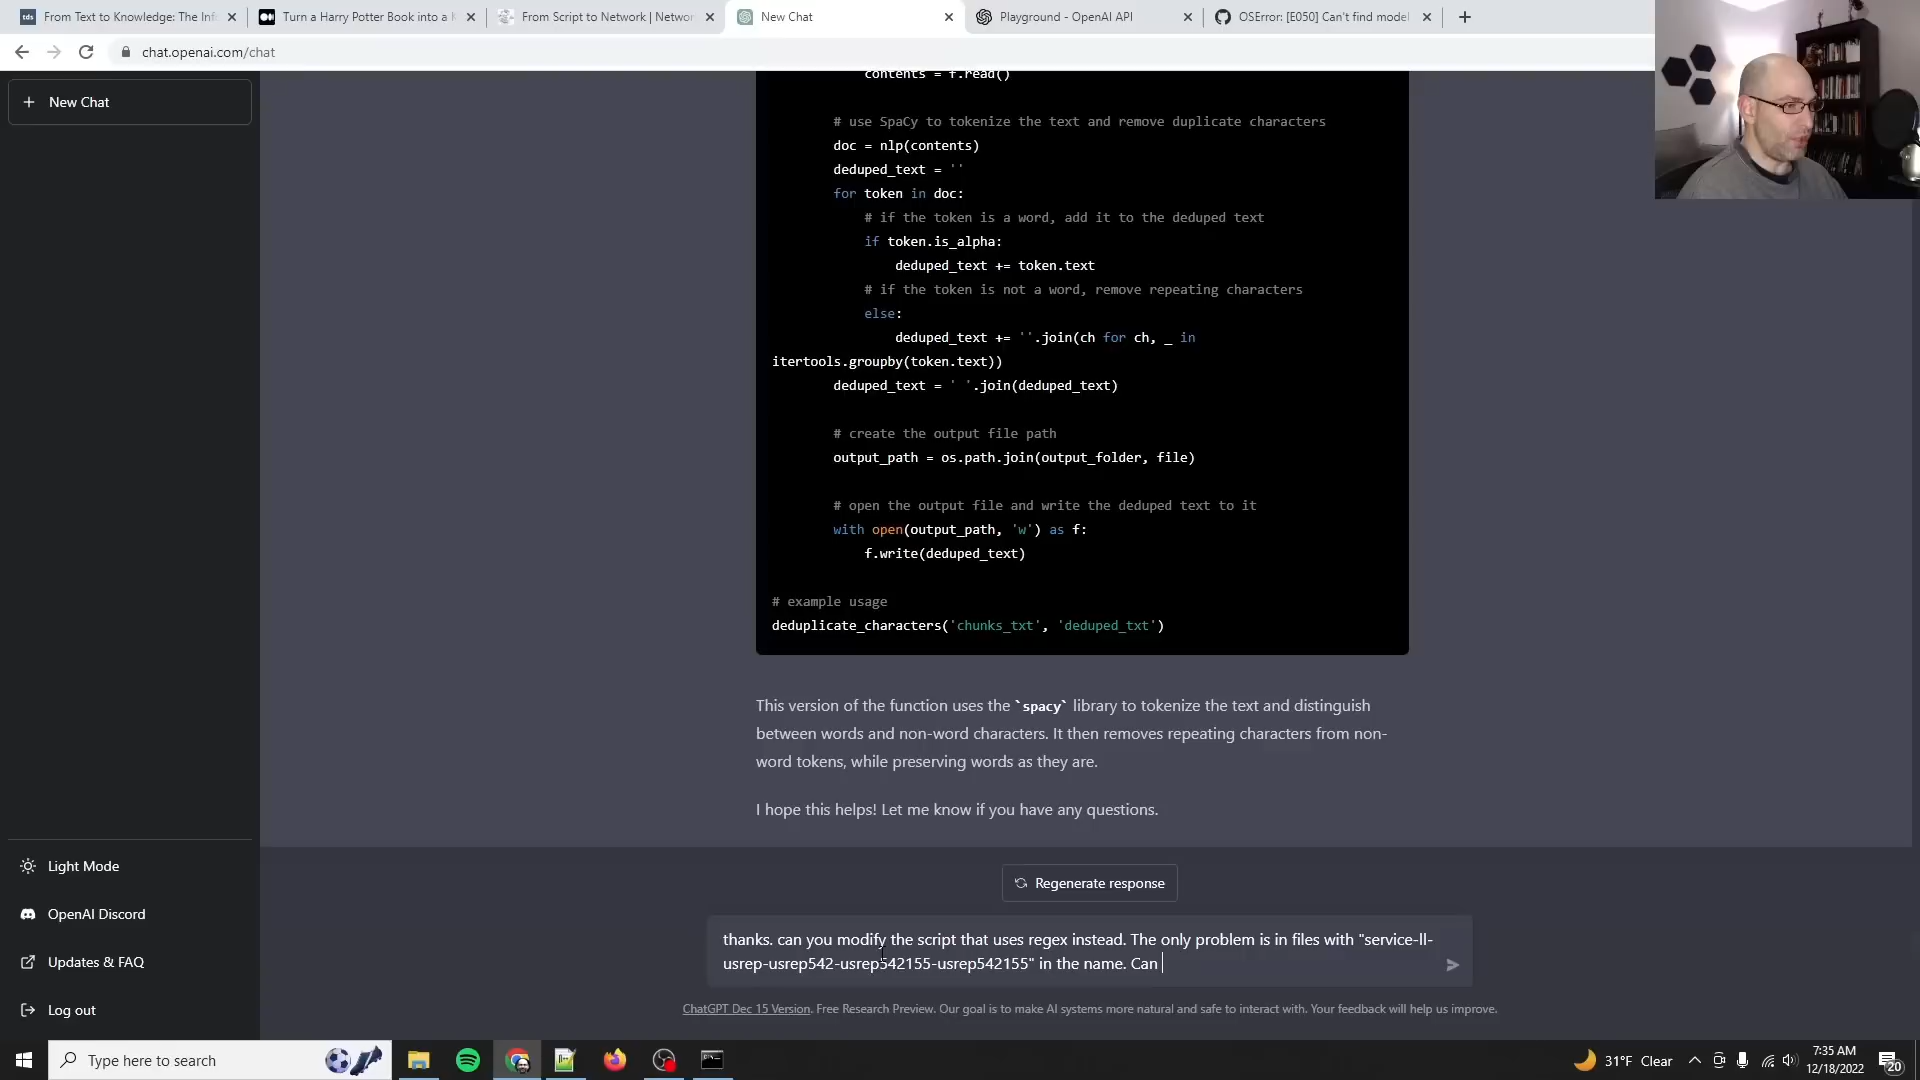 From Text to Knowledge: The Inf
Turn a Harry Potter Book into a
From Script to Network | Networ
New Chat
Playground - OpenAI API
OSError: [E050] Can't find model
chat.openai.com/chat
New Chat
contents = f.read()
# use SpaCy to tokenize the text and remove duplicate characters
doc = nlp(contents)
deduped_text = ''
for token in doc:
# if the token is a word, add it to the deduped text
if token.is_alpha:
deduped_text += token.text
# if the token is not a word, remove repeating characters
else:
deduped_text += ''.join(ch for ch, _ in
itertools.groupby(token.text))
deduped_text = ' '.join(deduped_text)
# create the output file path
output_path = os.path.join(output_folder, file)
# open the output file and write the deduped text to it
with open(output_path, 'w') as f:
f.write(deduped_text)
# example usage
deduplicate_characters('chunks_txt', 'deduped_txt')
This version of the function uses the `spacy` library to tokenize the text and distinguish
between words and non-word characters. It then removes repeating characters from non-
word tokens, while preserving words as they are.
I hope this helps! Let me know if you have any questions.
Light Mode
OpenAI Discord
Updates & FAQ
Log out
Regenerate response
thanks. can you modify the script that uses regex instead. The only problem is in files with "service-ll-
usrep-usrep542-usrep542155-usrep542155" in the name. Can
ChatGPT Dec 15 Version. Free Research Preview. Our goal is to make AI systems more natural and safe to interact with. Your feedback will help us improve.
Type here to search
31°F Clear
7:35 AM
12/18/2022
20